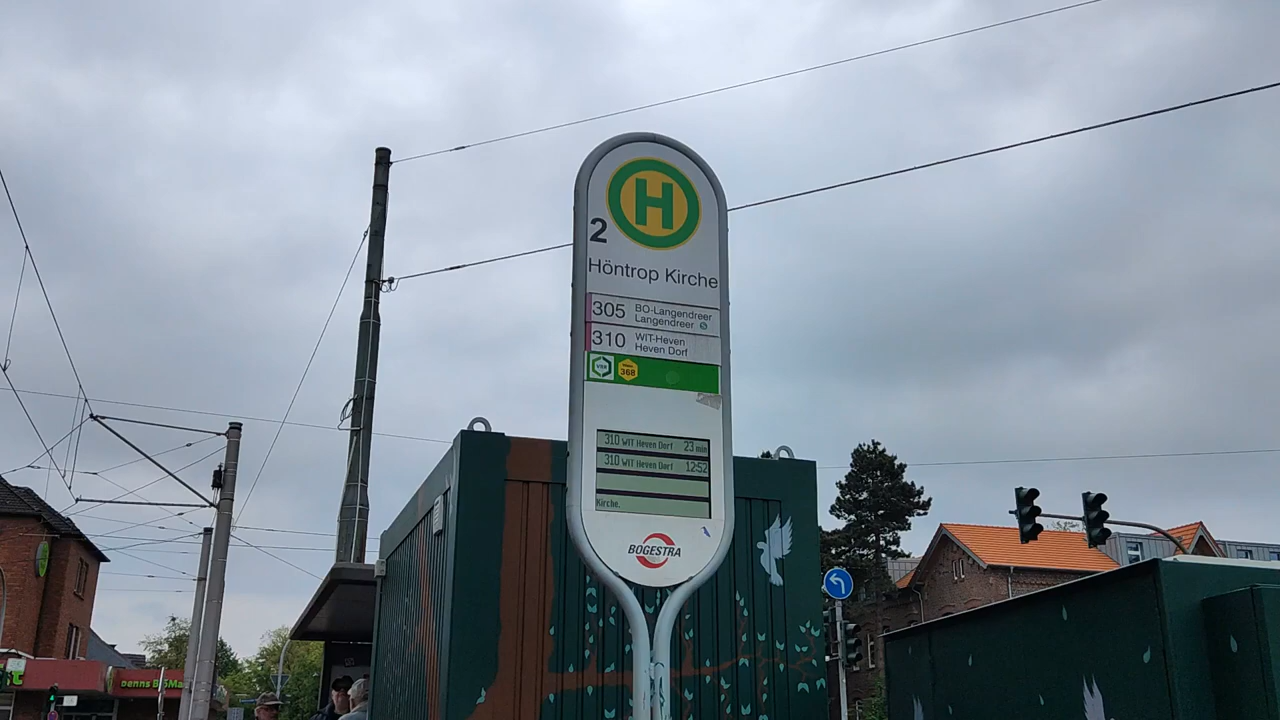 H
2
Höntrop Kirche
305 BO-Langendreer
Langendreer S
310 WIT-Heven
Heven Dorf
VRR
368
310 WIT Heven Dorf 23 min
310 WIT Heven Dorf 12:52
Kirche.
BOGESTRA